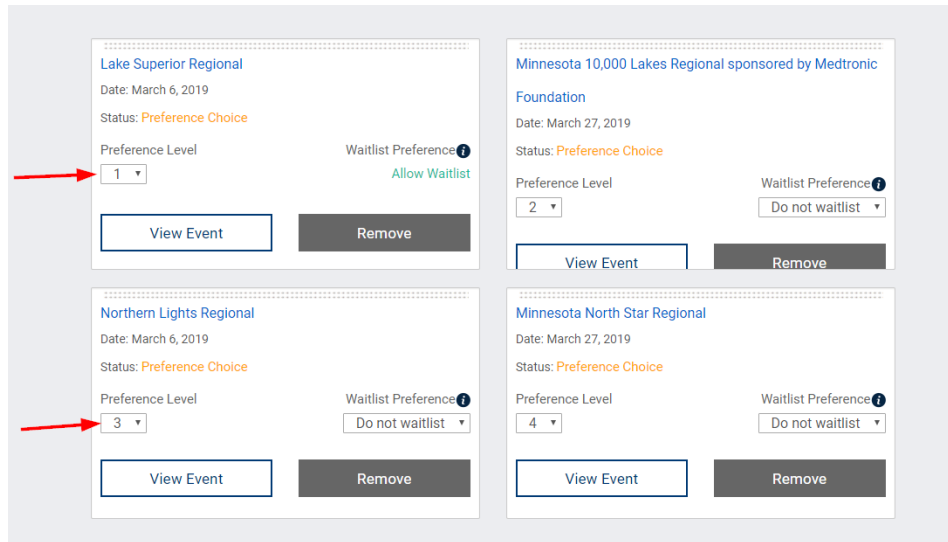 Lake Superior Regional
Date: March 6, 2019
Status: Preference Choice
Preference Level Waitlist Preference i
1 Allow Waitlist
View Event Remove
Minnesota 10,000 Lakes Regional sponsored by Medtronic
Foundation
Date: March 27, 2019
Status: Preference Choice
Preference Level Waitlist Preference i
2 Do not waitlist
View Event Remove
Northern Lights Regional
Date: March 6, 2019
Status: Preference Choice
Preference Level Waitlist Preference i
3 Do not waitlist
View Event Remove
Minnesota North Star Regional
Date: March 27, 2019
Status: Preference Choice
Preference Level Waitlist Preference i
4 Do not waitlist
View Event Remove